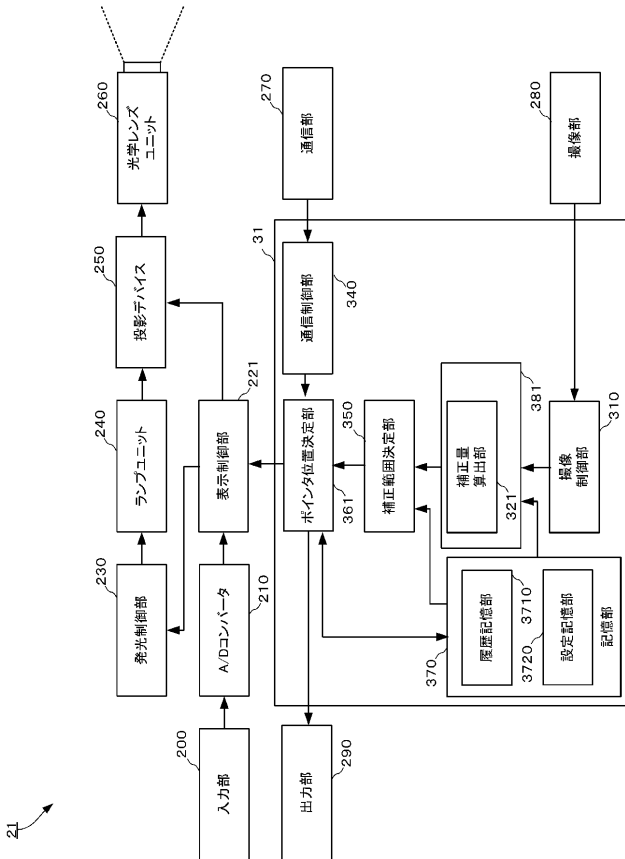 21
入力部
200
A/Dコンバータ
210
表示制御部
221
発光制御部
230
ランプユニット
240
投影デバイス
250
光学レンズ
ユニット
260
通信部
270
撮像部
280
出力部
290
31
通信制御部
340
ポインタ位置決定部
361
補正範囲決定部
350
381
補正量
算出部
321
撮像
制御部
310
370
履歴記憶部
3710
設定記憶部
3720
記憶部